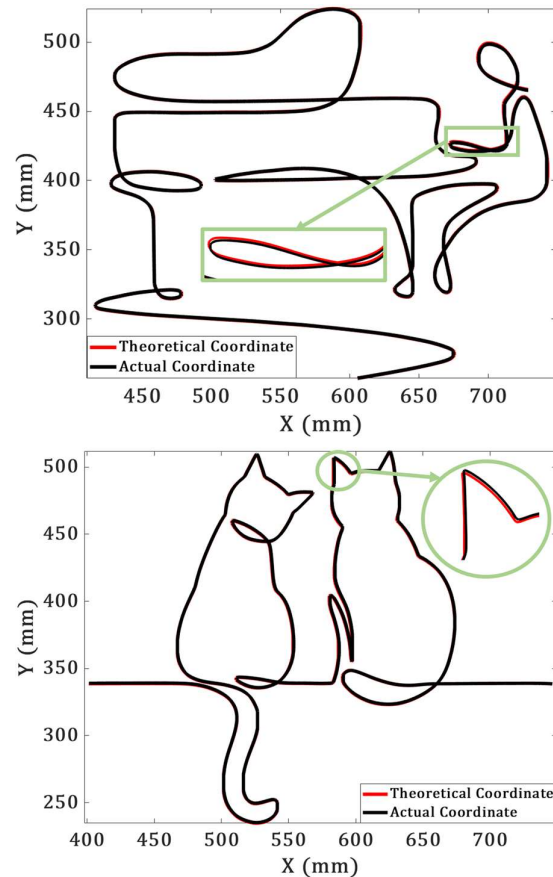 500
450
400
350
300
Y (mm)
Theoretical Coordinate
Actual Coordinate
450 500 550 600 650 700
X (mm)
500
450
400
350
300
250
Y (mm)
Theoretical Coordinate
Actual Coordinate
400 450 500 550 600 650 700
X (mm)